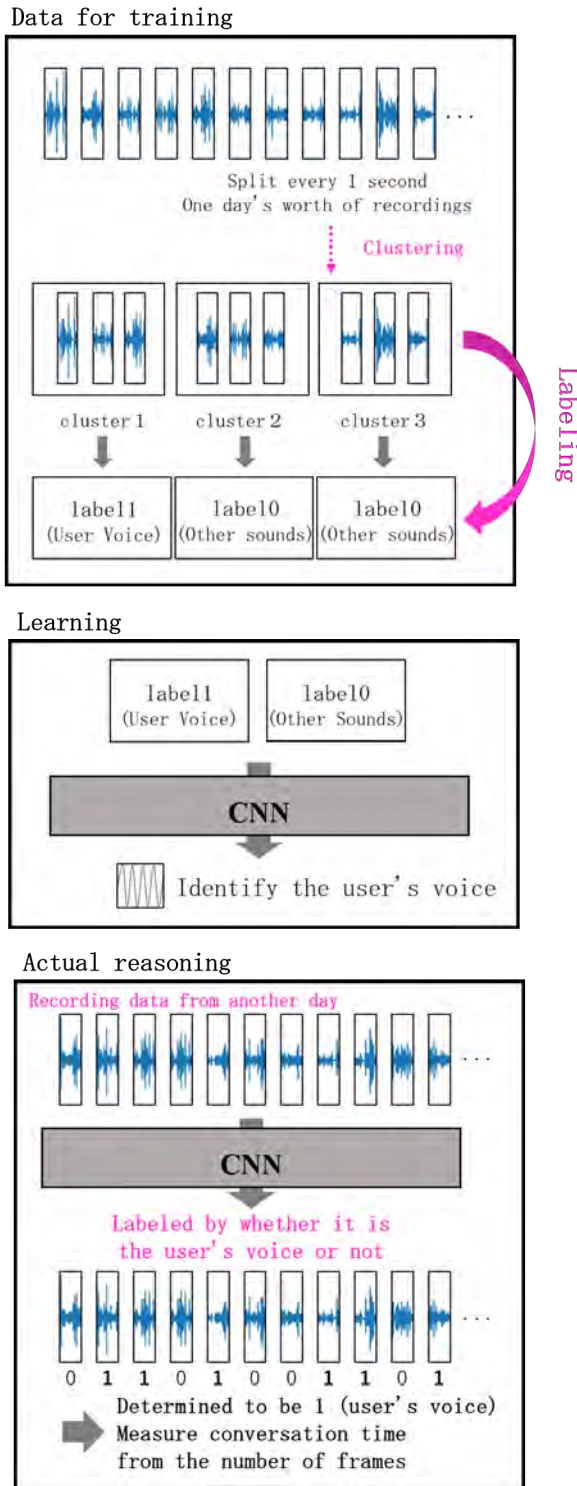 Data for training
...
Split every 1 second
One day's worth of recordings
Clustering
cluster 1
cluster 2
cluster 3
Labeling
label1
(User Voice)
label0
(Other sounds)
label0
(Other sounds)
Learning
label1
(User Voice)
label0
(Other Sounds)
CNN
Identify the user's voice
Actual reasoning
Recording data from another day
...
CNN
Labeled by whether it is
the user's voice or not
...
0 1 1 0 1 0 0 1 1 0 1
Determined to be 1 (user's voice)
Measure conversation time
from the number of frames